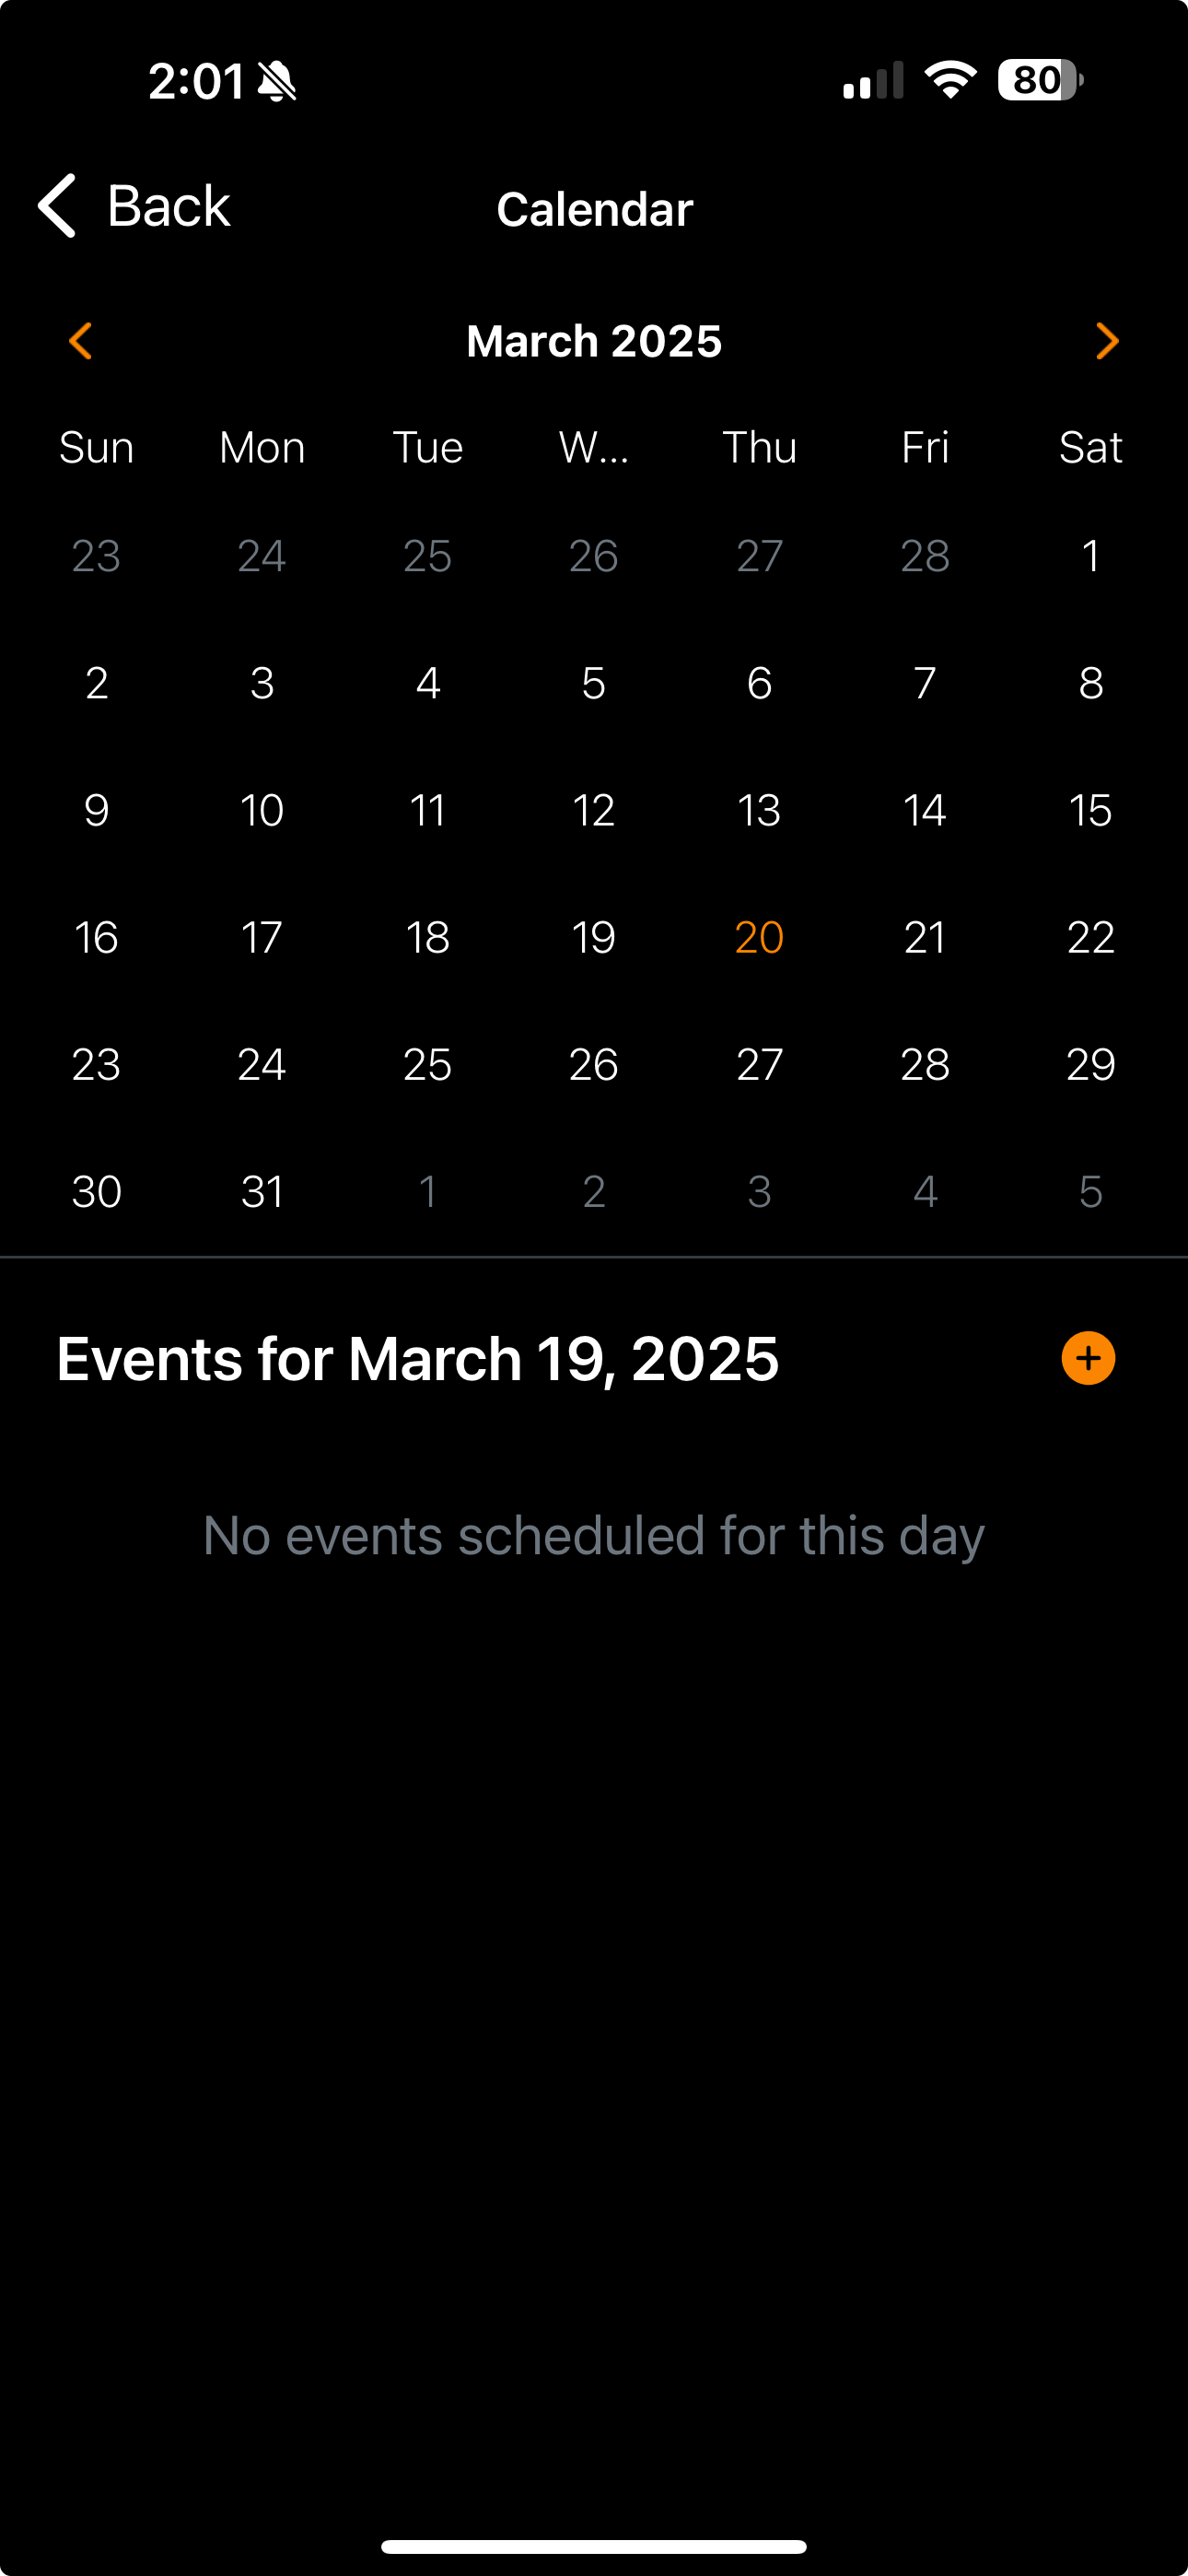 2:01 80
Back Calendar
March 2025
Sun Mon Tue W... Thu Fri Sat
23 24 25 26 27 28 1
2 3 4 5 6 7 8
9 10 11 12 13 14 15
16 17 18 19 20 21 22
23 24 25 26 27 28 29
30 31 1 2 3 4 5
Events for March 19, 2025
No events scheduled for this day